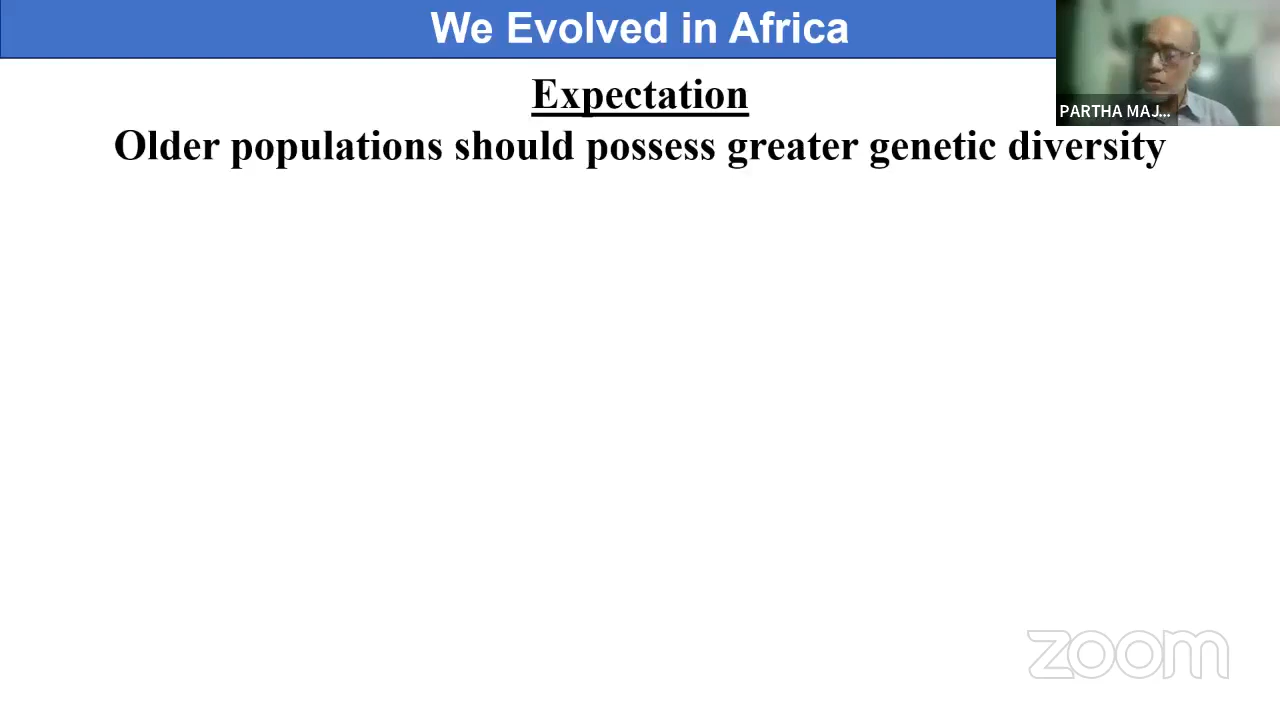 We Evolved in Africa
Expectation
Older populations should possess greater genetic diversity
PARTHA MAJ...
zoom